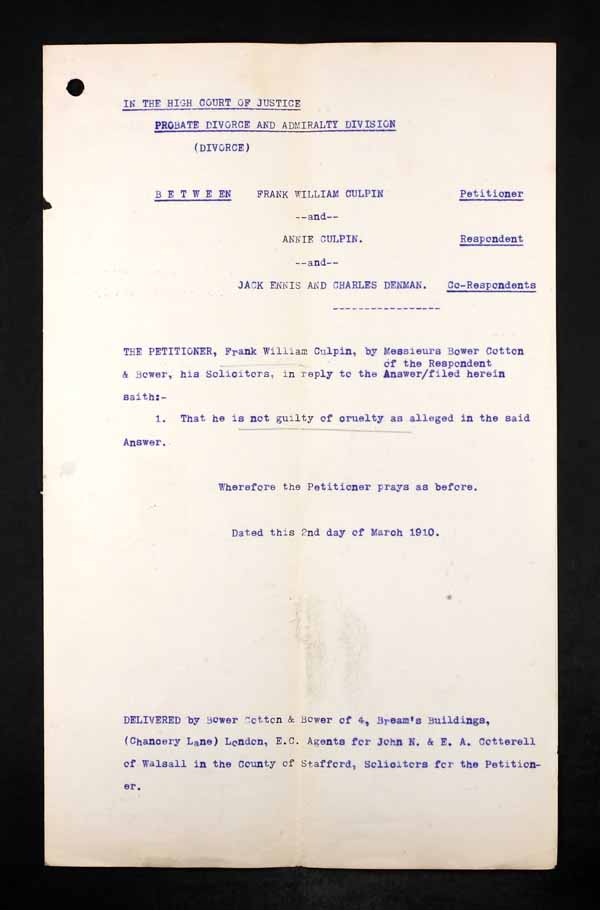 IN THE HIGH COURT OF JUSTICE
PROBATE DIVORCE AND ADMIRALTY DIVISION
(DIVORCE)
B E T W E EN FRANK WILLIAM CULPIN Petitioner
--and--
ANNIE CULPIN. Respondent
--and--
JACK ENNIS AND CHARLES DENMAN. Co-Respondents
-----------------
THE PETITIONER, Frank William Culpin, by Messieurs Bower Cotton
of the Respondent
& Bower, his Solicitors, in reply to the Answer/filed herein
saith:-
1. That he is not guilty of cruelty as alleged in the said
Answer.
Wherefore the Petitioner prays as before.
Dated this 2nd day of March 1910.
DELIVERED by Bower Cotton & Bower of 4, Bream's Buildings,
(Chancery Lane) London, E.C. Agents for John N. & E. A. Cotterell
of Walsall in the County of Stafford, Solicitors for the Petition-
er.